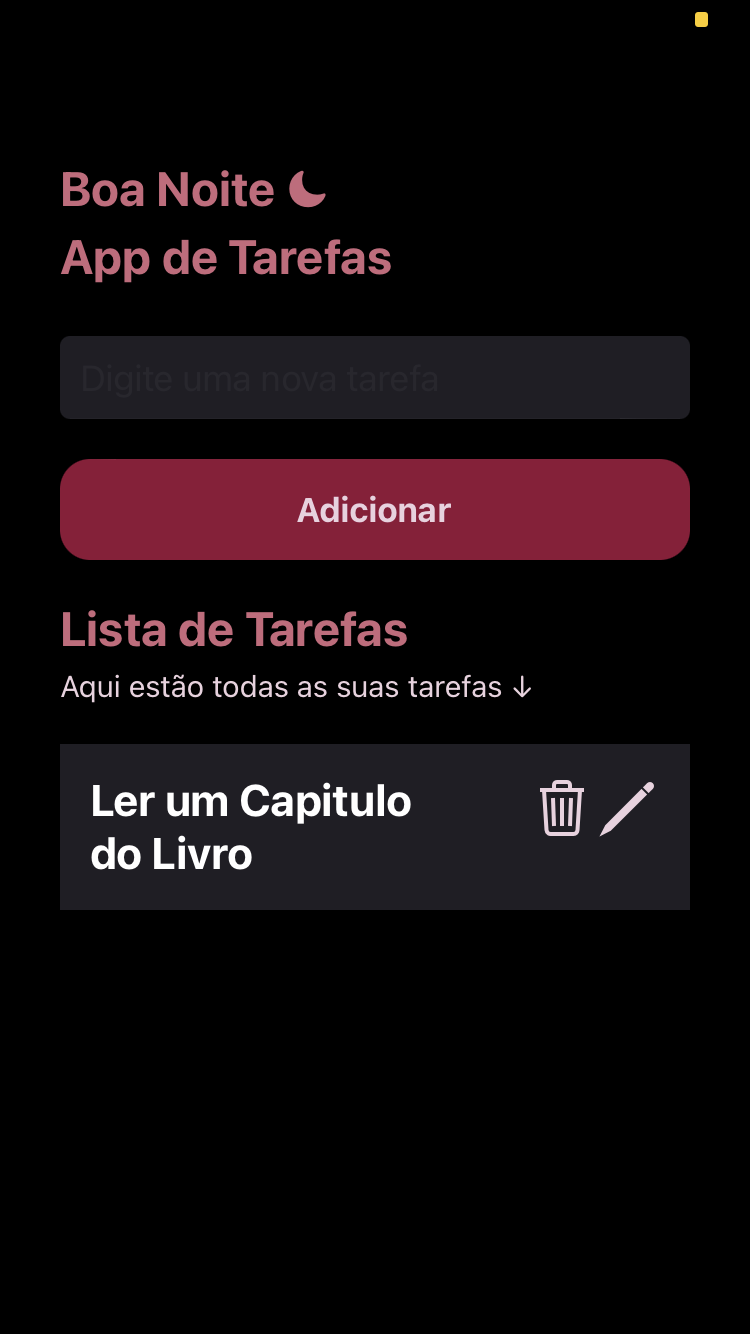 Boa Noite
App de Tarefas
Digite uma nova tarefa
Adicionar
Lista de Tarefas
Aqui estão todas as suas tarefas ↓
Ler um Capitulo
do Livro